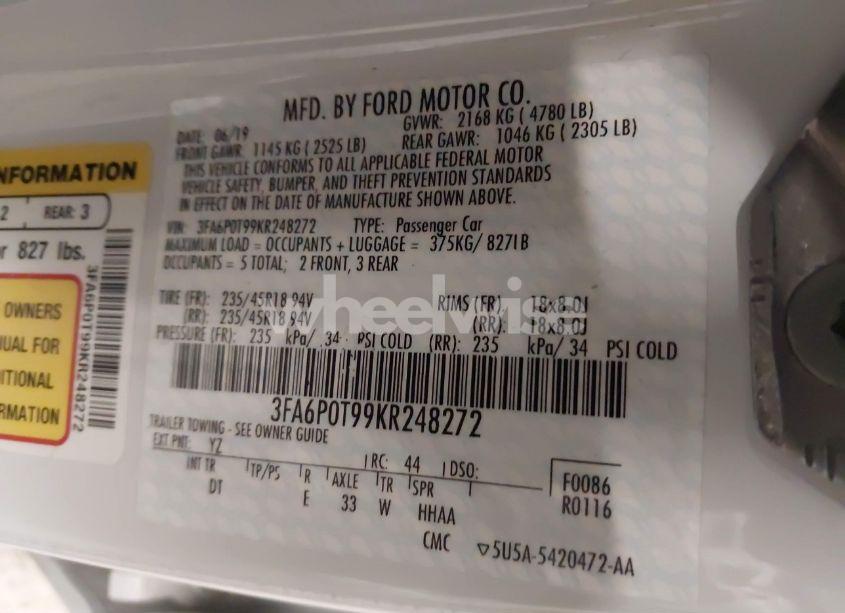 MFD. BY FORD MOTOR CO.
DATE: 06/19
GVWR: 2168 KG ( 4780 LB)
FRONT GAWR: 1145 KG ( 2525 LB)
REAR GAWR: 1046 KG ( 2305 LB)
THIS VEHICLE CONFORMS TO ALL APPLICABLE FEDERAL MOTOR
VEHICLE SAFETY, BUMPER, AND THEFT PREVENTION STANDARDS
IN EFFECT ON THE DATE OF MANUFACTURE SHOWN ABOVE.
VIN: 3FA6P0T99KR248272 TYPE: Passenger Car
MAXIMUM LOAD = OCCUPANTS + LUGGAGE = 375KG/ 827LB
OCCUPANTS = 5 TOTAL; 2 FRONT, 3 REAR
TIRE (FR): 235/45R18 94V RIMS (FR): 18x8.0J
(RR): 235/45R18 94V (RR): 18x8.0J
PRESSURE (FR): 235 kPa/ 34 PSI COLD (RR): 235 kPa/ 34 PSI COLD
3FA6P0T99KR248272
TRAILER TOWING - SEE OWNER GUIDE
EXT PNT: YZ RC: 44 DSO:
INT TR TP/PS R AXLE TR SPR
DT E 33 W HHAA
CMC
F0086
R0116
▽5U5A-5420472-AA
NFORMATION
2 REAR: 3
r 827 lbs.
OWNERS
UAL FOR
ITIONAL
RMATION
3FA6P0T99KR248272
wheelwis